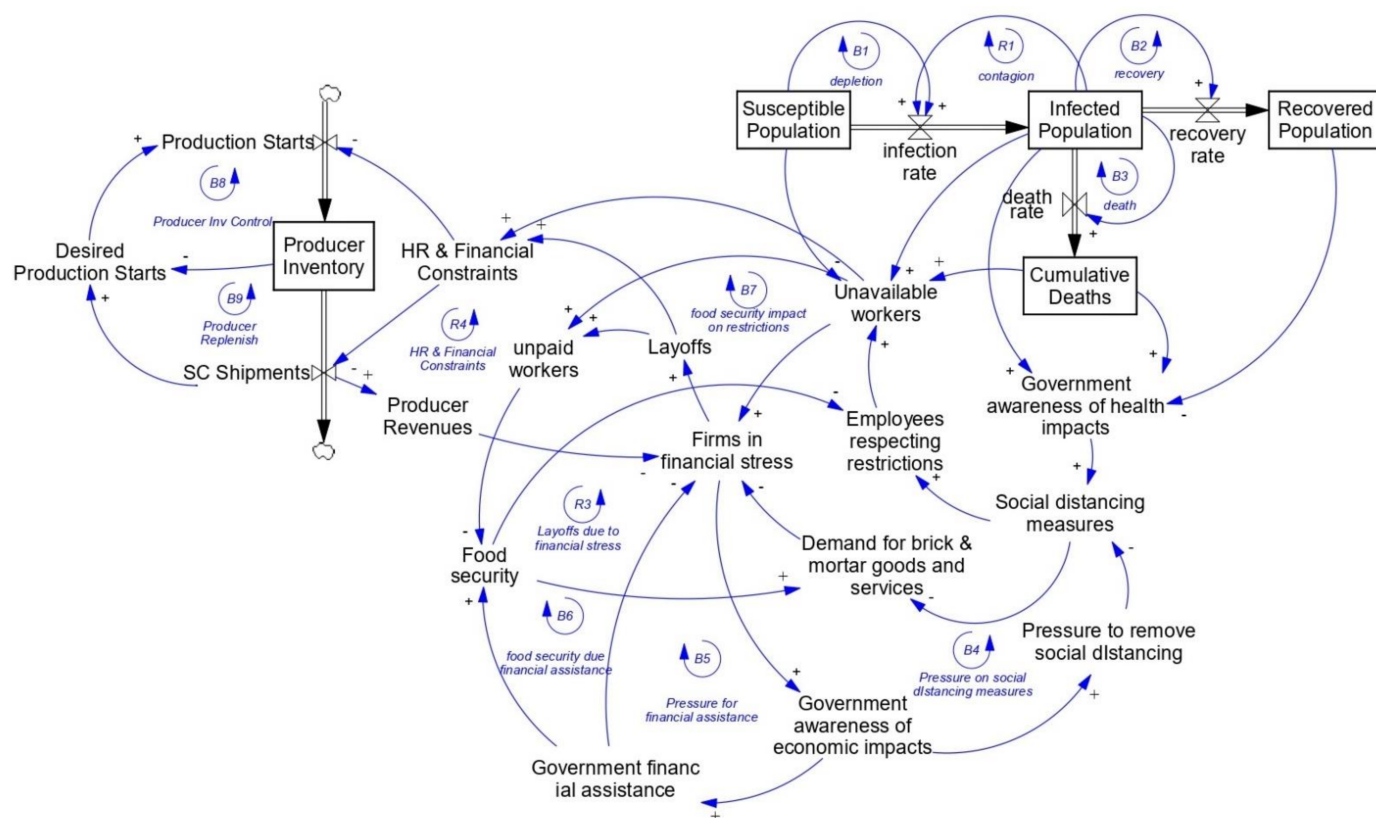 B1
depletion
R1
contagion
B2
recovery
Susceptible
Population
Infected
Population
Recovered
Population
infection
rate
recovery
rate
death
rate
B3
death
Cumulative
Deaths
Production Starts
B8
Producer Inv Control
Desired
Production Starts
Producer
Inventory
B9
Producer
Replenish
SC Shipments
HR & Financial
Constraints
R4
HR & Financial
Constraints
Producer
Revenues
unpaid
workers
Layoffs
B7
food security impact
on restrictions
Unavailable
workers
Firms in
financial stress
Employees
respecting
restrictions
Government
awareness of health
impacts
Social distancing
measures
R3
Layoffs due to
financial stress
Food
security
Demand for brick &
mortar goods and
services
B6
food security due
financial assistance
B5
Pressure for
financial assistance
B4
Pressure on social
dIstancing measures
Pressure to remove
social dIstancing
Government
awareness of
economic impacts
Government financ
ial assistance